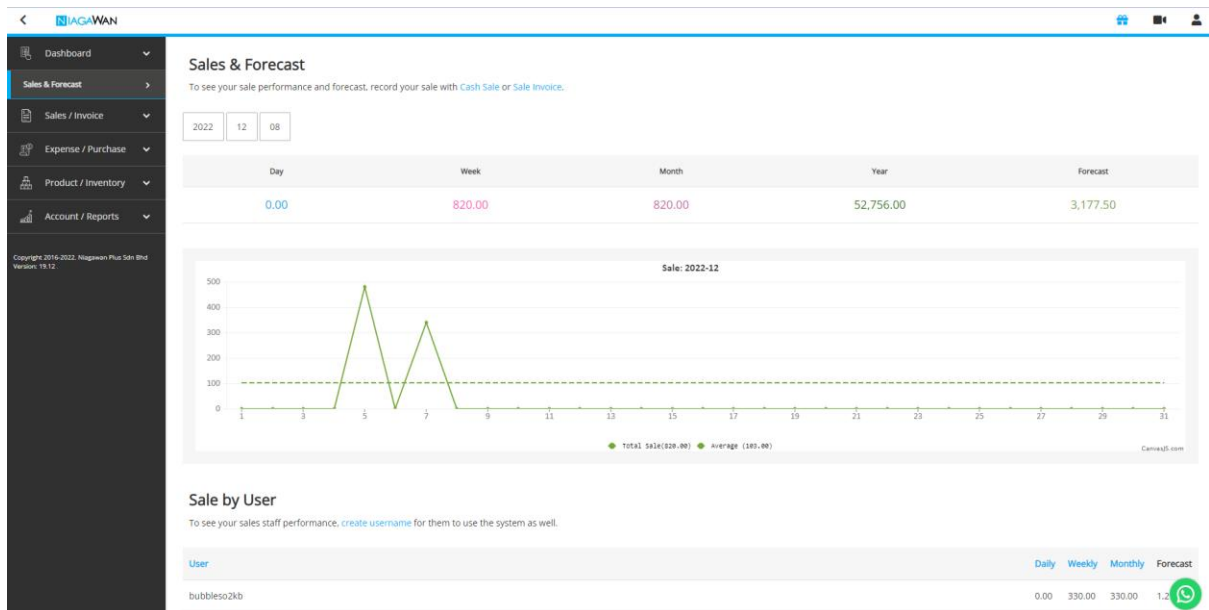 NIAGAWAN
Dashboard
Sales & Forecast
Sales / Invoice
Expense / Purchase
Product / Inventory
Account / Reports
Copyright 2016-2022. Niagawan Plus Sdn Bhd
Version: 19.12
Sales & Forecast
To see your sale performance and forecast, record your sale with Cash Sale or Sale Invoice.
2022 12 08
Day Week Month Year Forecast
0.00 820.00 820.00 52,756.00 3,177.50
Sale: 2022-12
500
400
300
200
100
0
1 3 5 7 9 11 13 15 17 19 21 23 25 27 29 31
Total Sale(820.00) Average (103.00)
CanvasJS.com
Sale by User
To see your sales staff performance, create username for them to use the system as well.
User Daily Weekly Monthly Forecast
bubbleso2kb 0.00 330.00 330.00